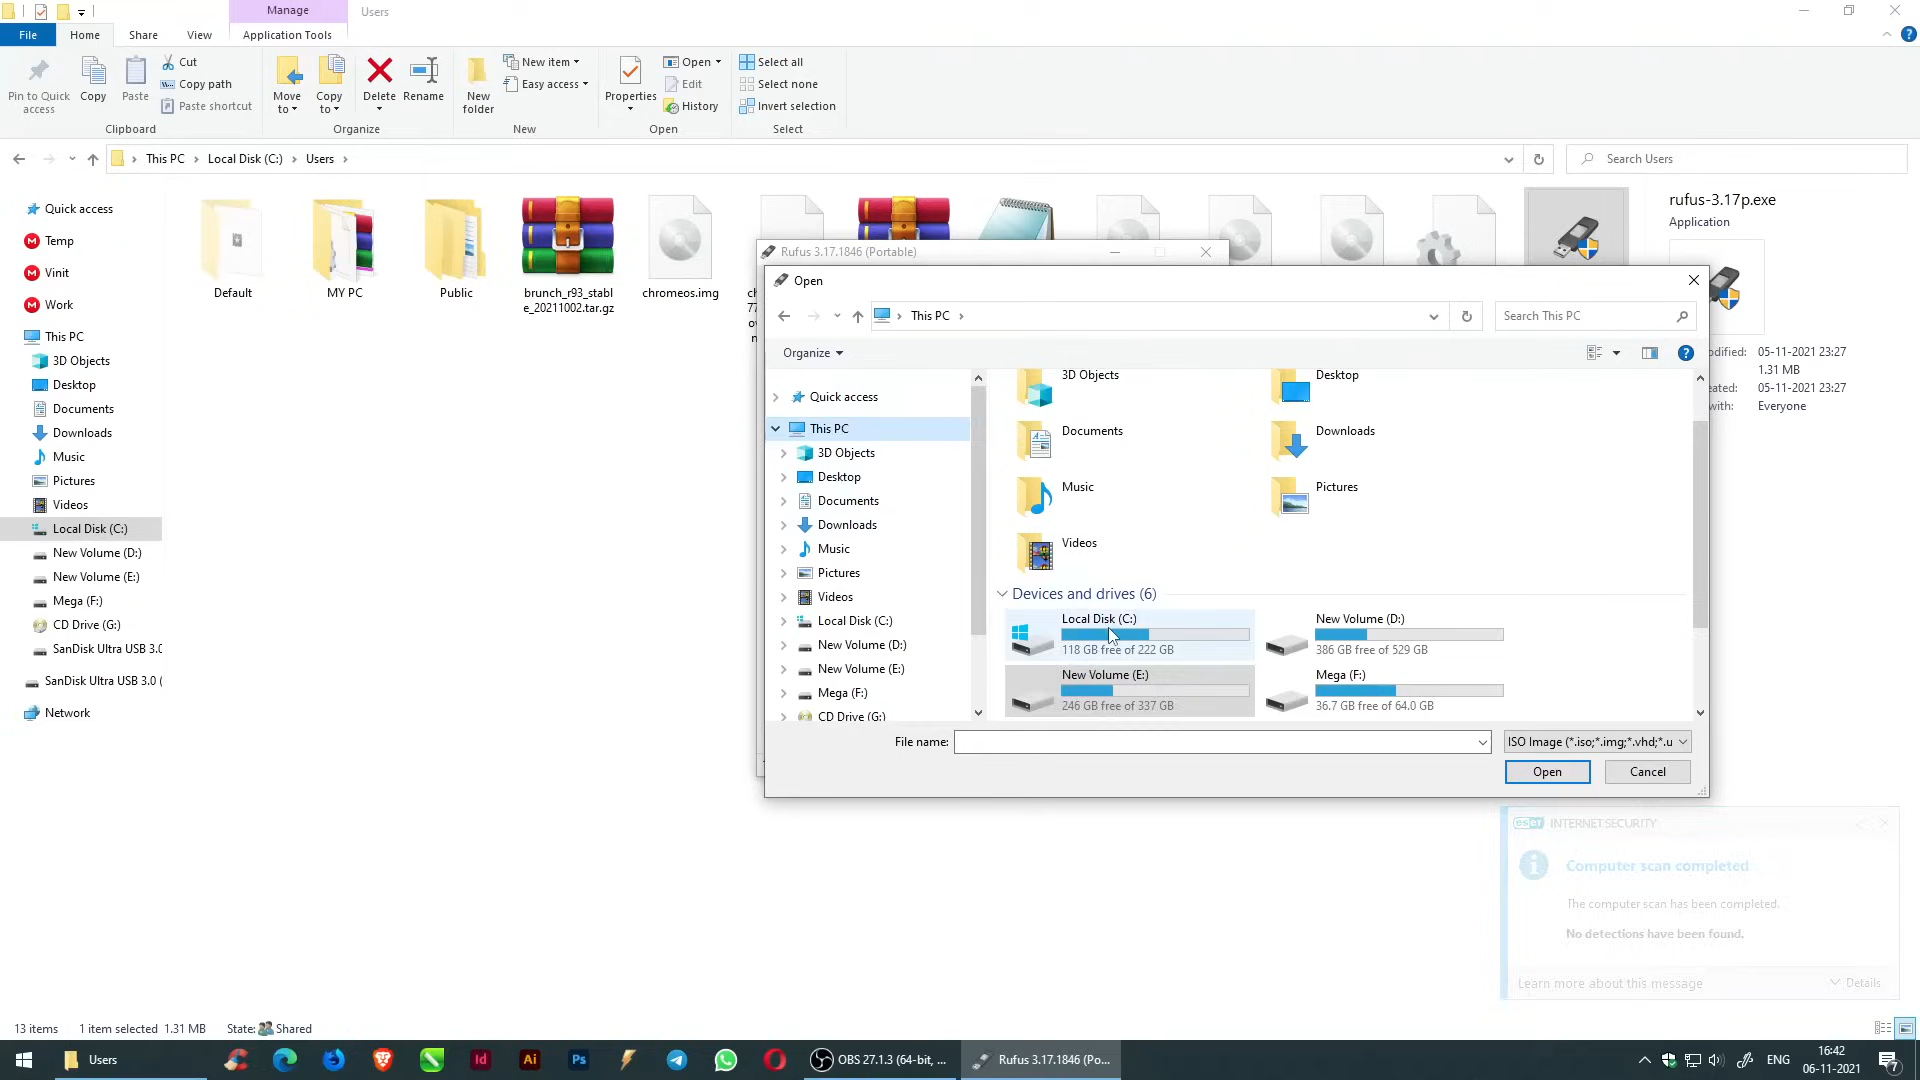 Manage
Users
File
Home
Share
View
Application Tools
Pin to Quick access
Copy
Paste
Cut
Copy path
Paste shortcut
Clipboard
Move to
Copy to
Delete
Rename
Organize
New folder
New item
Easy access
New
Properties
Open
Edit
History
Open
Select all
Select none
Invert selection
Select
This PC
Local Disk (C:)
Users
Search Users
Quick access
Temp
Vinit
Work
This PC
3D Objects
Desktop
Documents
Downloads
Music
Pictures
Videos
Local Disk (C:)
New Volume (D:)
New Volume (E:)
Mega (F:)
CD Drive (G:)
SanDisk Ultra USB 3.0
SanDisk Ultra USB 3.0 (
Network
Default
MY PC
Public
brunch_r93_stabl
e_20211002.tar.gz
chromeos.img
rufus-3.17p.exe
Application
odified: 05-11-2021 23:27
1.31 MB
eated: 05-11-2021 23:27
with: Everyone
Rufus 3.17.1846 (Portable)
Open
This PC
Search This PC
Organize
Quick access
This PC
3D Objects
Desktop
Documents
Downloads
Music
Pictures
Videos
Local Disk (C:)
New Volume (D:)
New Volume (E:)
Mega (F:)
CD Drive (G:)
3D Objects
Desktop
Documents
Downloads
Music
Pictures
Videos
Devices and drives (6)
Local Disk (C:)
118 GB free of 222 GB
New Volume (D:)
386 GB free of 529 GB
New Volume (E:)
246 GB free of 337 GB
Mega (F:)
36.7 GB free of 64.0 GB
File name:
ISO Image (*.iso;*.img;*.vhd;*.u
Open
Cancel
eset INTERNET SECURITY
Computer scan completed
The computer scan has been completed.
No detections have been found.
Learn more about this message
Details
13 items
1 item selected 1.31 MB
State: Shared
Users
Id
Ai
Ps
OBS 27.1.3 (64-bit, ...
Rufus 3.17.1846 (Po...
ENG
16:42
06-11-2021
7